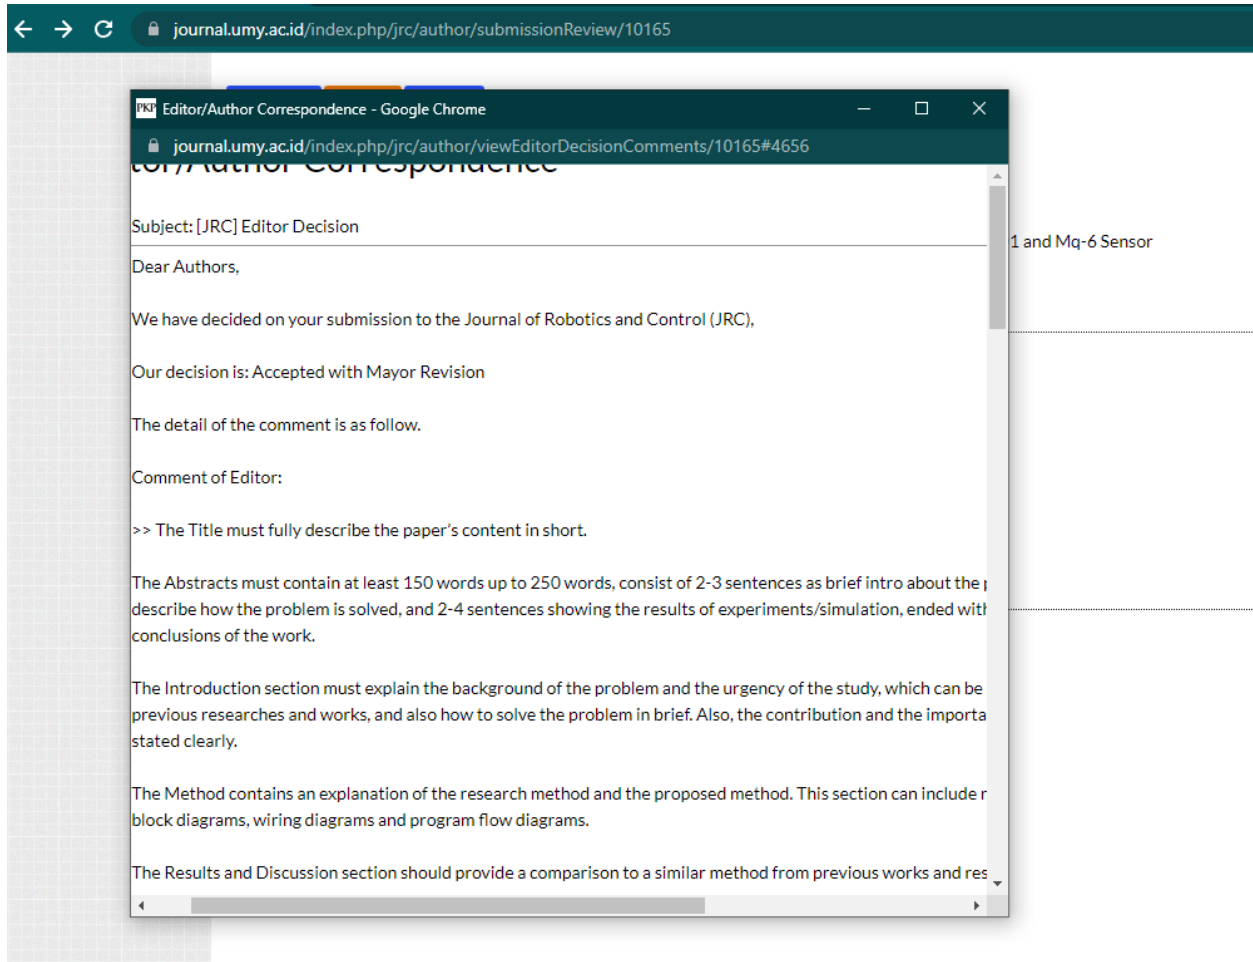 journal.umy.ac.id/index.php/jrc/author/submissionReview/10165
PKP Editor/Author Correspondence - Google Chrome
journal.umy.ac.id/index.php/jrc/author/viewEditorDecisionComments/10165#4656
tor/Author Correspondence
Subject: [JRC] Editor Decision
1 and Mq-6 Sensor
Dear Authors,
We have decided on your submission to the Journal of Robotics and Control (JRC),
Our decision is: Accepted with Mayor Revision
The detail of the comment is as follow.
Comment of Editor:
>> The Title must fully describe the paper's content in short.
The Abstracts must contain at least 150 words up to 250 words, consist of 2-3 sentences as brief intro about the
describe how the problem is solved, and 2-4 sentences showing the results of experiments/simulation, ended with
conclusions of the work.
The Introduction section must explain the background of the problem and the urgency of the study, which can be
previous researches and works, and also how to solve the problem in brief. Also, the contribution and the importa
stated clearly.
The Method contains an explanation of the research method and the proposed method. This section can include
block diagrams, wiring diagrams and program flow diagrams.
The Results and Discussion section should provide a comparison to a similar method from previous works and res